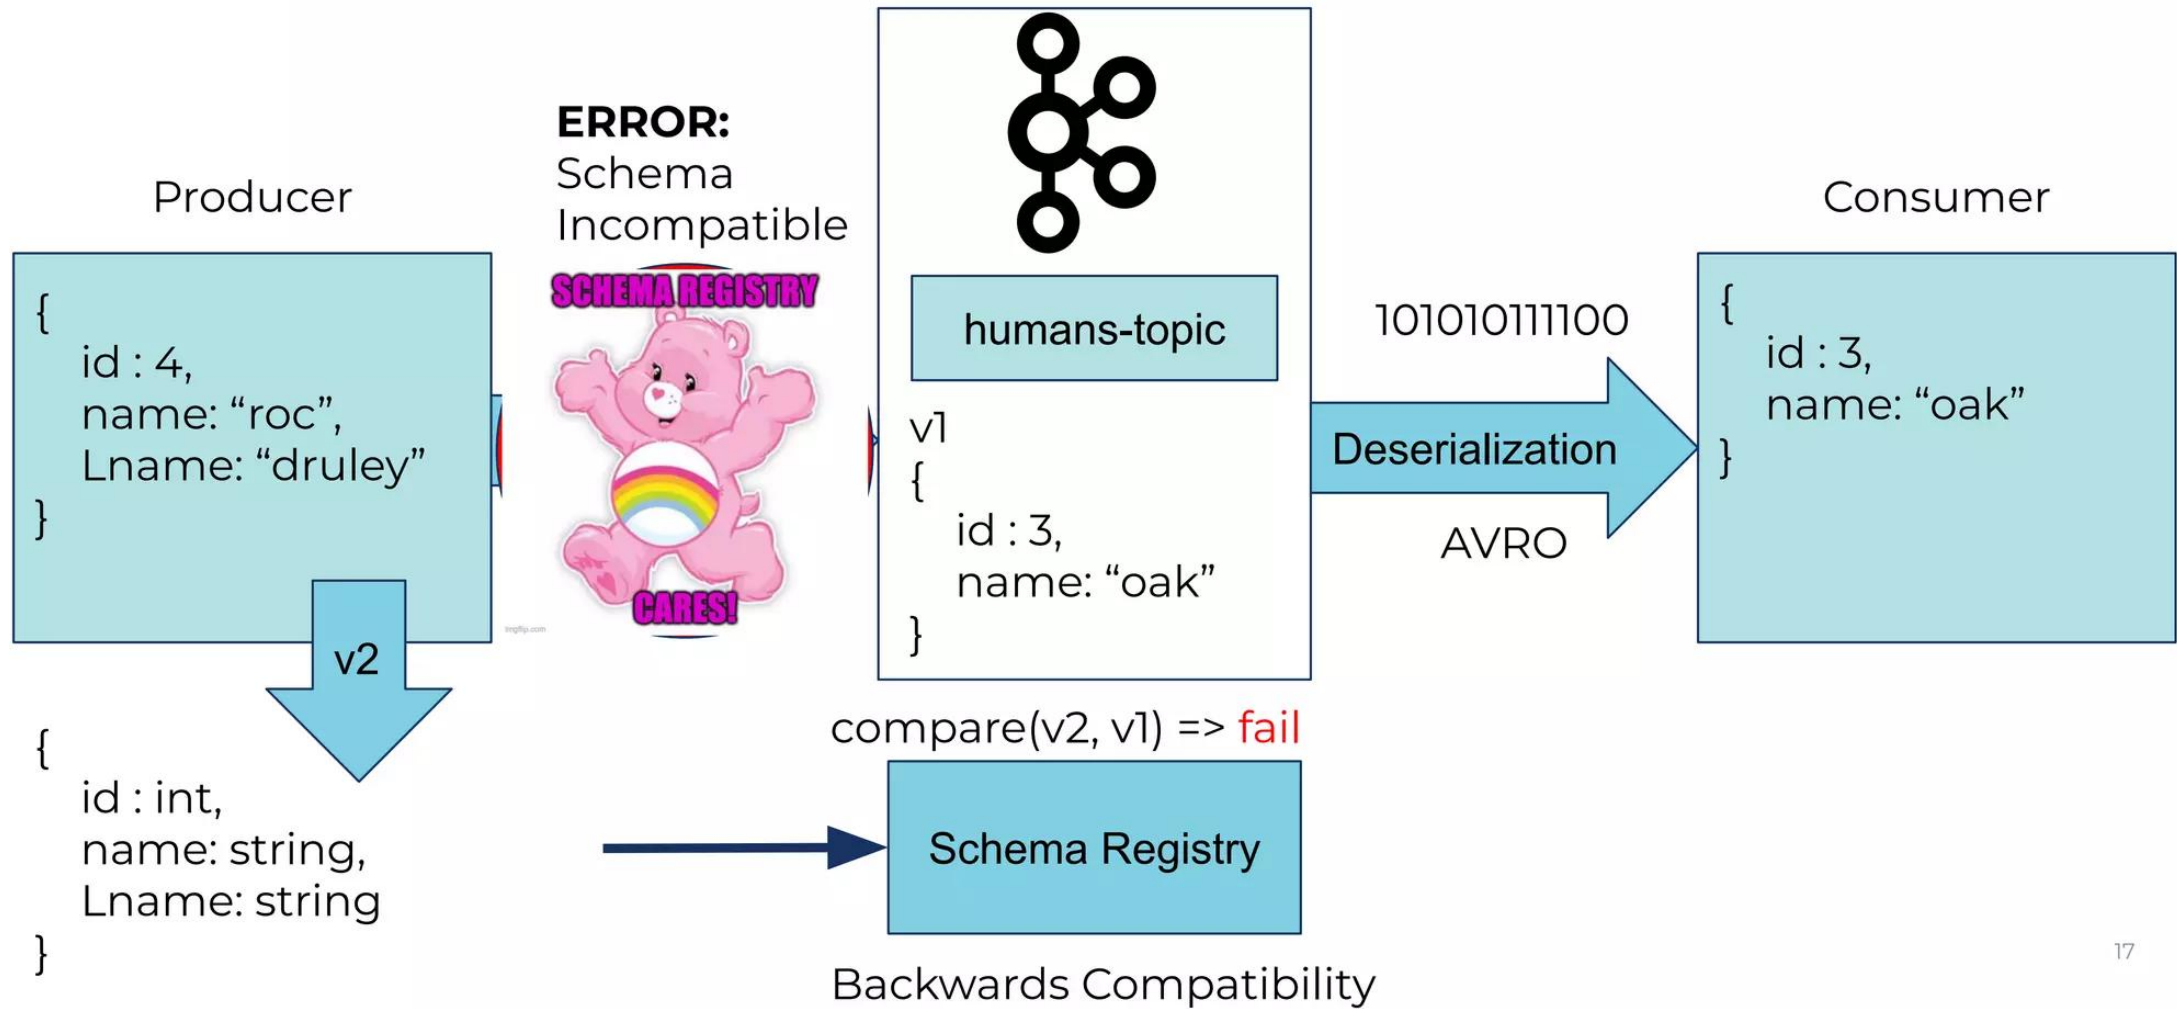 Producer
{
id : 4,
name: “roc”,
Lname: “druley”
}
v2
{
id : int,
name: string,
Lname: string
}
ERROR:
Schema
Incompatible
SCHEMA REGISTRY
CARES!
imgflip.com
humans-topic
v1
{
id : 3,
name: “oak”
}
compare(v2, v1) => fail
Schema Registry
Backwards Compatibility
101010111100
Deserialization
AVRO
Consumer
{
id : 3,
name: “oak”
}
17